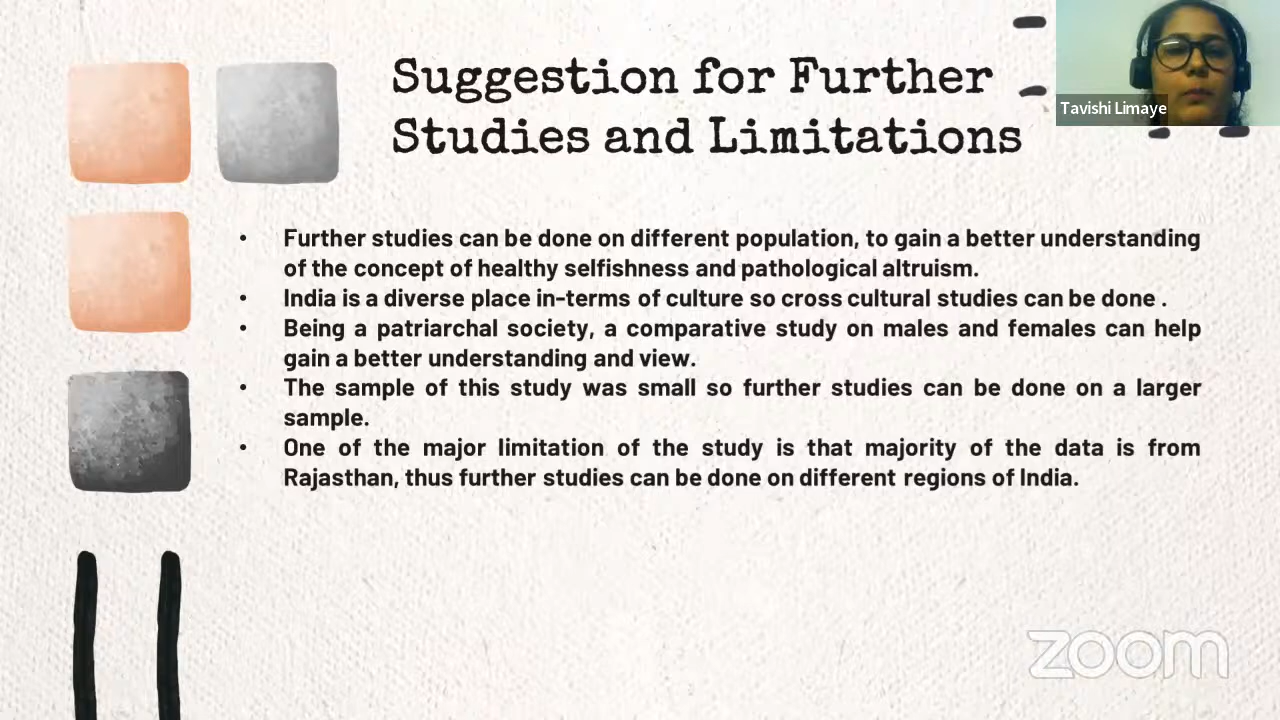 Suggestion for Further
Studies and Limitations
Tavishi Limaye
• Further studies can be done on different population, to gain a better understanding
of the concept of healthy selfishness and pathological altruism.
• India is a diverse place in-terms of culture so cross cultural studies can be done .
• Being a patriarchal society, a comparative study on males and females can help
gain a better understanding and view.
• The sample of this study was small so further studies can be done on a larger
sample.
• One of the major limitation of the study is that majority of the data is from
Rajasthan, thus further studies can be done on different regions of India.
zoom